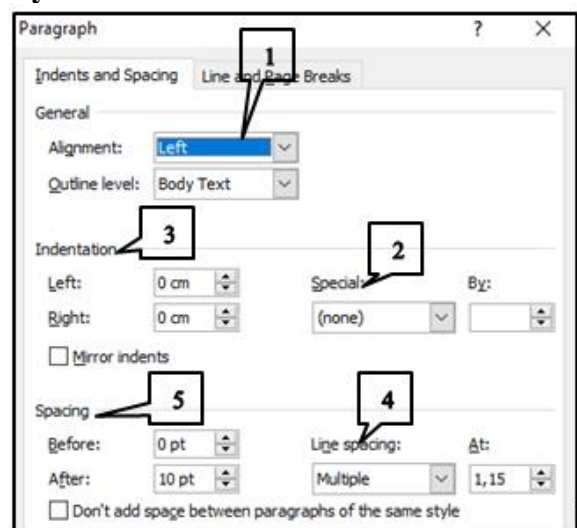 Paragraph ? ×
1
Indents and Spacing Line and Page Breaks
General
Alignment: Left
Outline level: Body Text
3
Indentation
2
Left: 0 cm Special: By:
Right: 0 cm (none)
Mirror indents
5
4
Spacing
Before: 0 pt Line spacing: At:
After: 10 pt Multiple 1,15
Don't add space between paragraphs of the same style